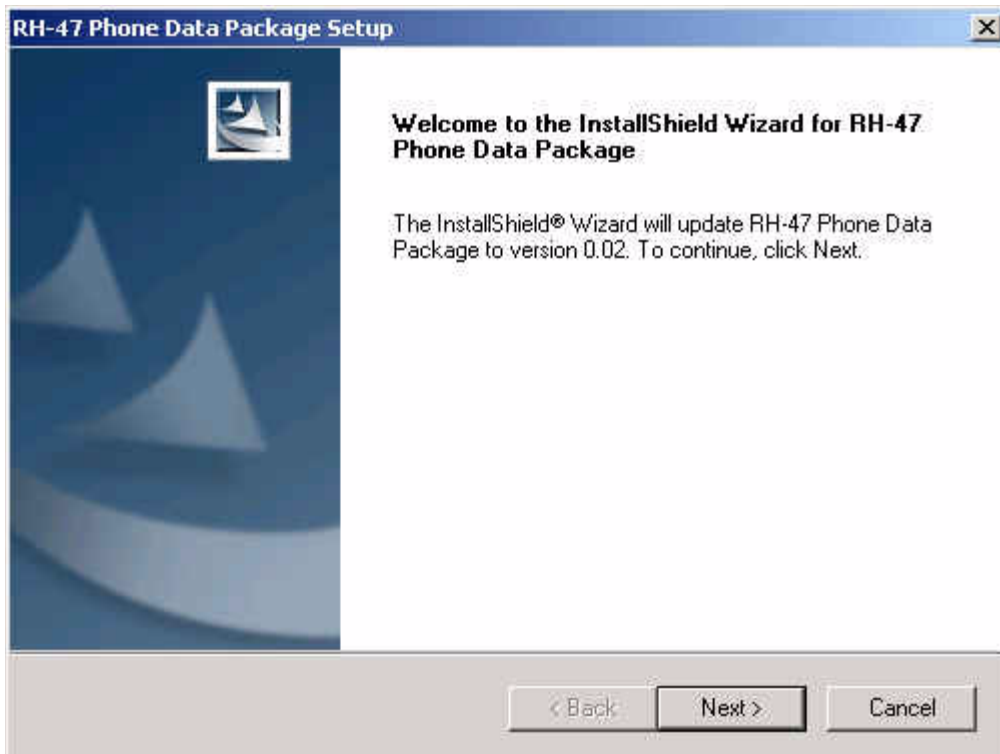 RH-47 Phone Data Package Setup
Welcome to the InstallShield Wizard for RH-47
Phone Data Package
The InstallShield® Wizard will update RH-47 Phone Data
Package to version 0.02. To continue, click Next.
< Back
Next >
Cancel